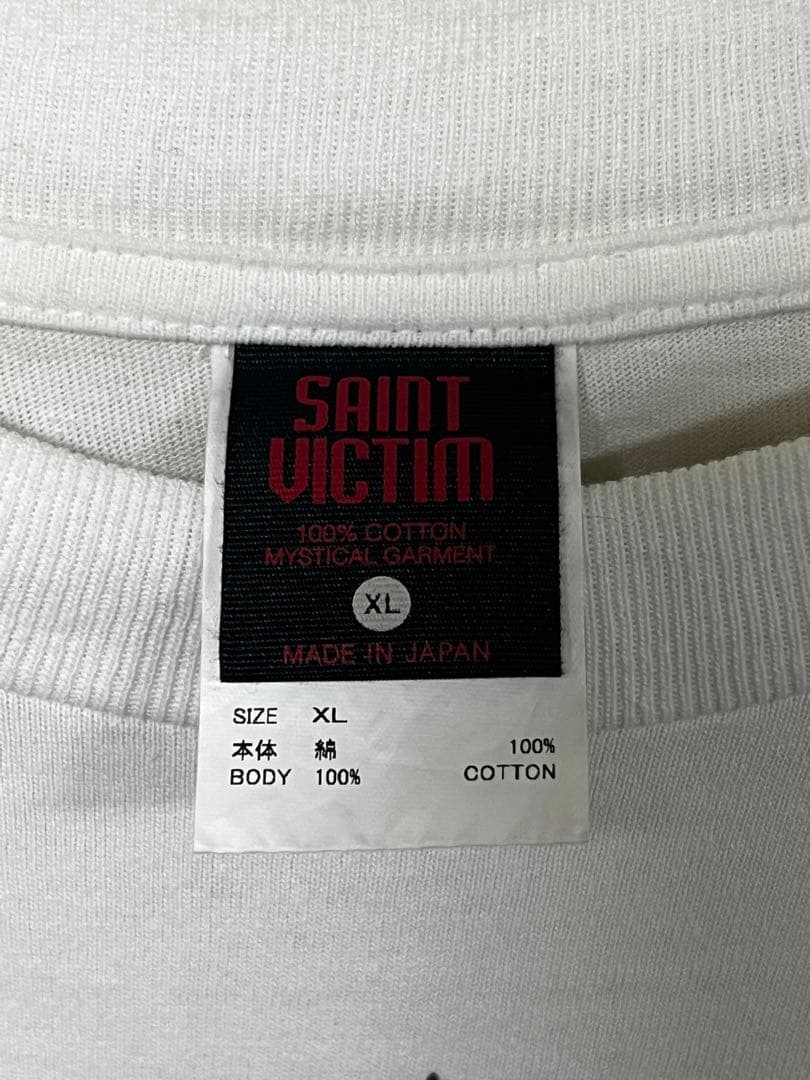 SAINT
VICTIM
100% COTTON
MYSTICAL GARMENT
XL
MADE IN JAPAN
SIZE XL
本体 綿 100%
BODY 100% COTTON